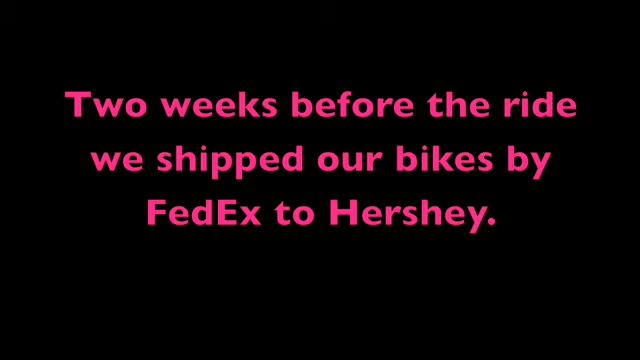 Two weeks before the ride
we shipped our bikes by
FedEx to Hershey.